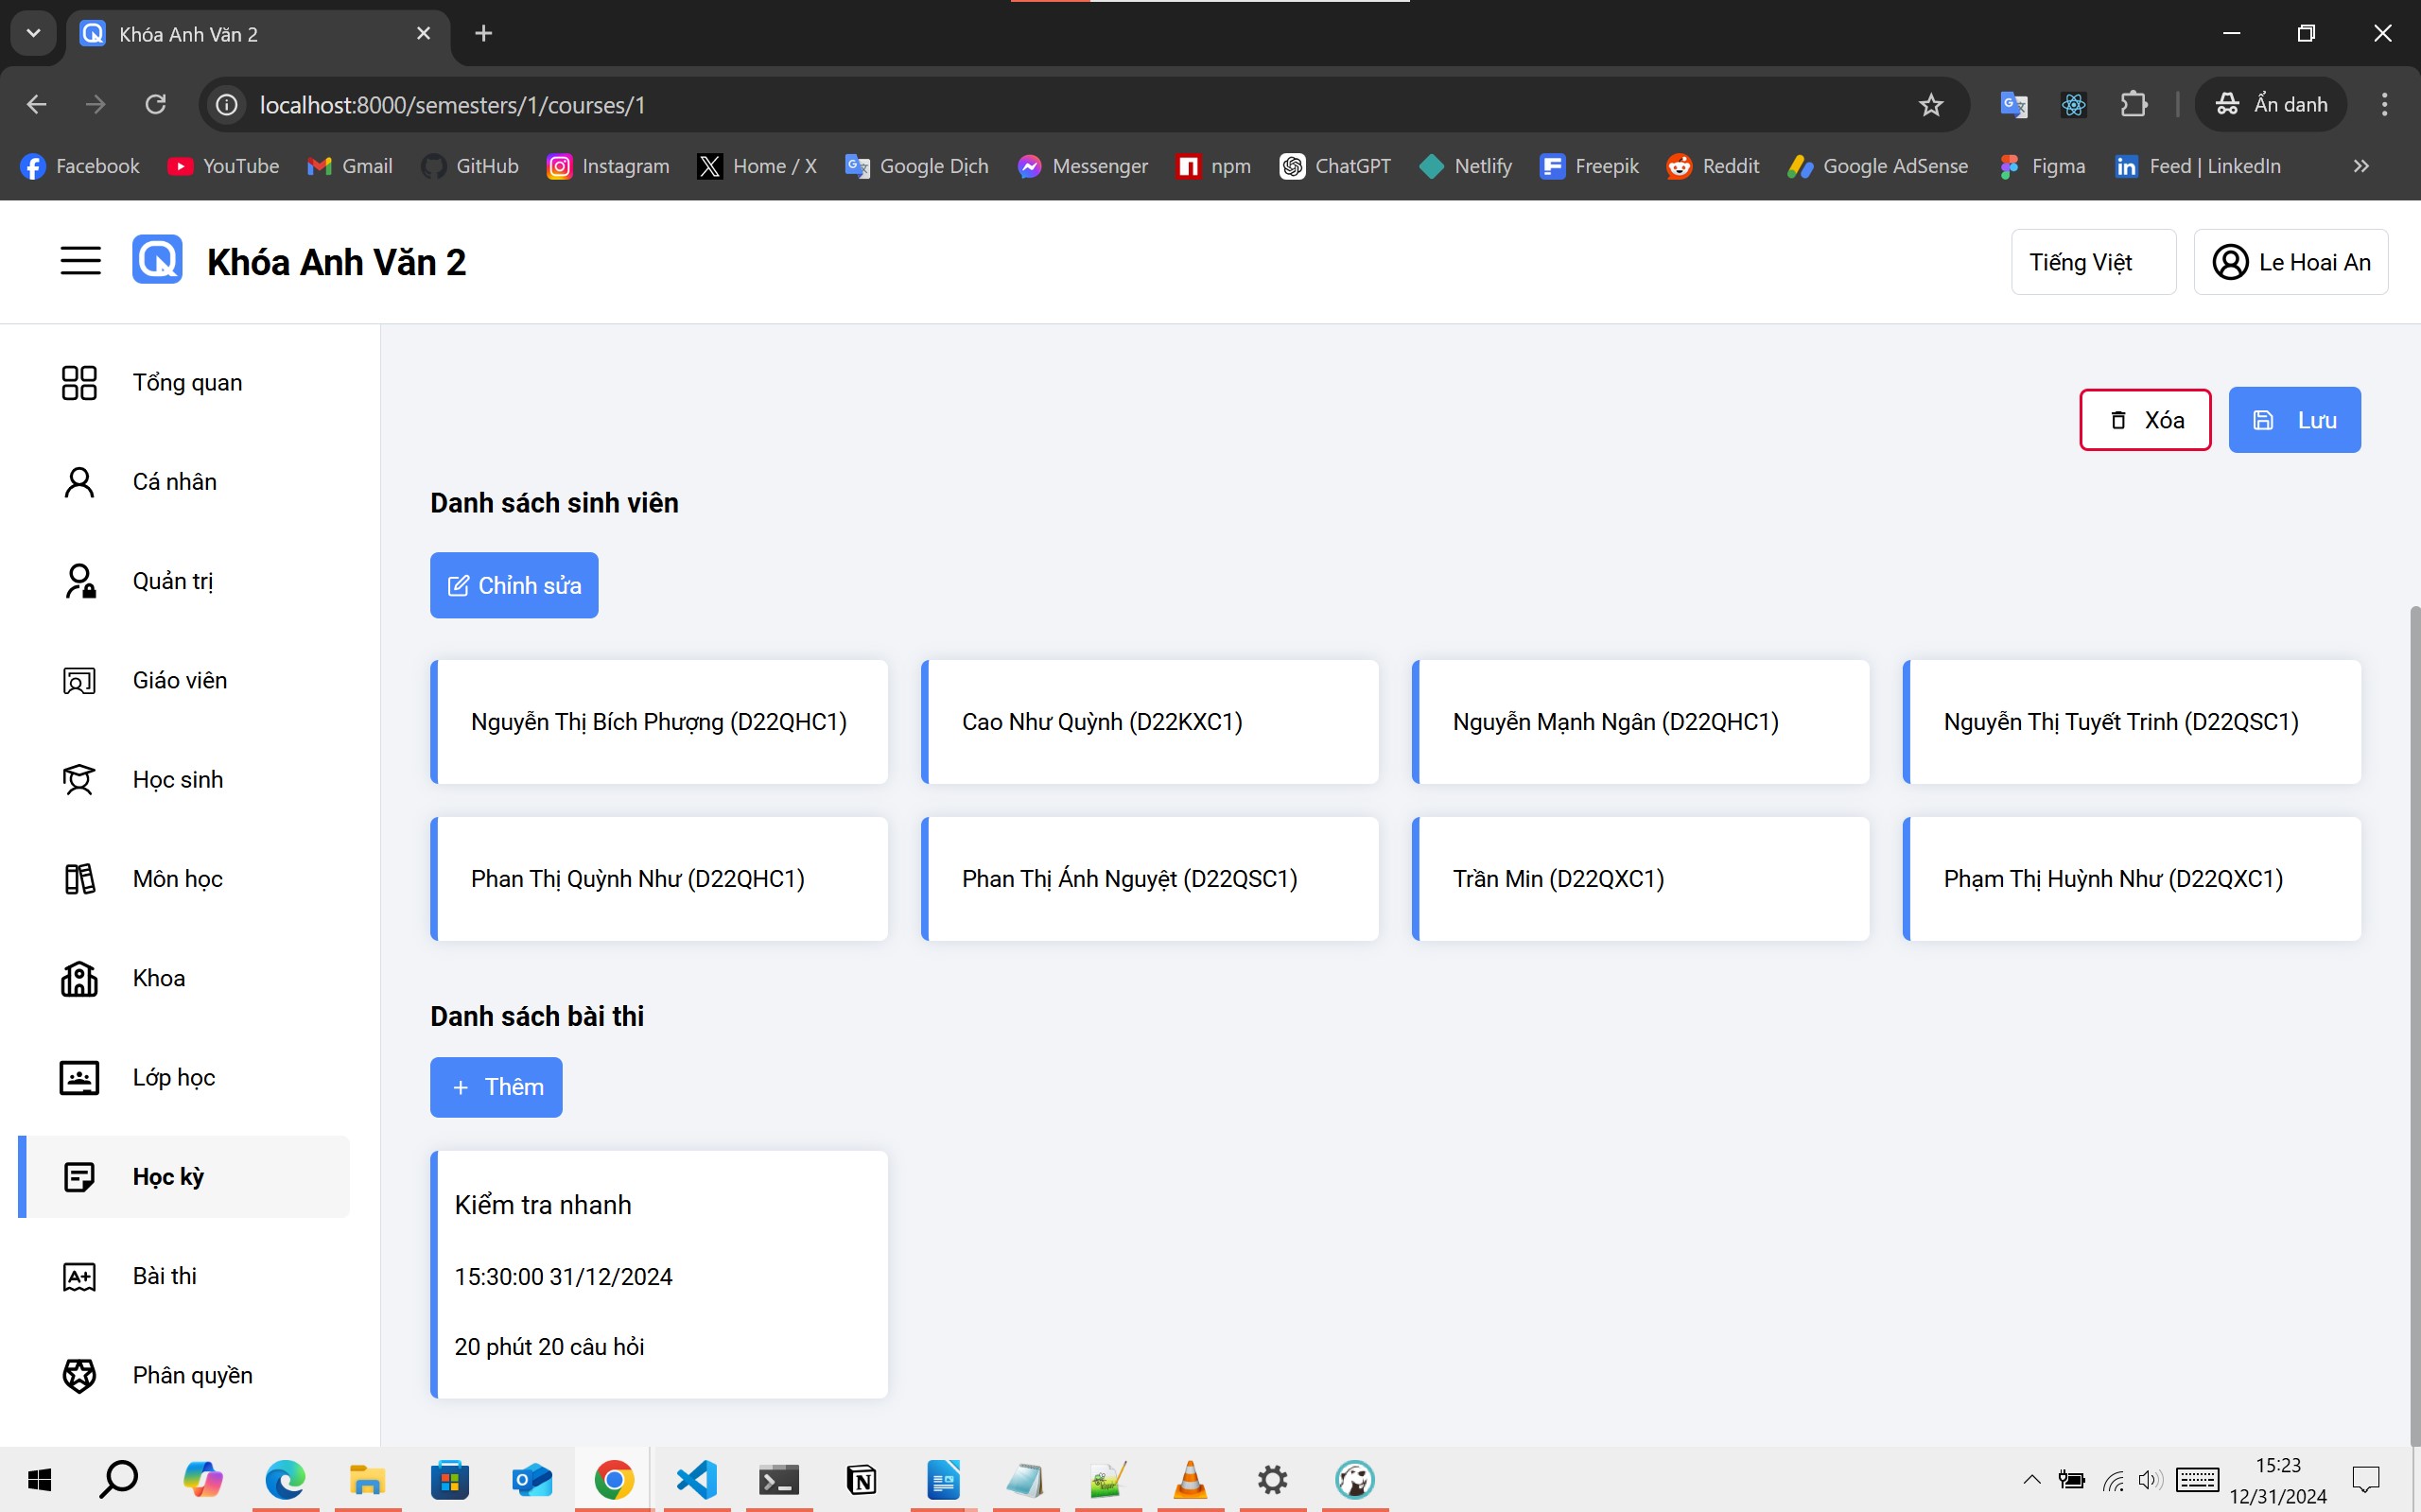 Khóa Anh Văn 2
localhost:8000/semesters/1/courses/1
Ẩn danh
Facebook
YouTube
Gmail
GitHub
Instagram
Home / X
Google Dịch
Messenger
npm
ChatGPT
Netlify
Freepik
Reddit
Google AdSense
Figma
Feed | LinkedIn
Khóa Anh Văn 2
Tiếng Việt
Le Hoai An
Tổng quan
Cá nhân
Quản trị
Giáo viên
Học sinh
Môn học
Khoa
Lớp học
Học kỳ
Bài thi
Phân quyền
Xóa
Lưu
Danh sách sinh viên
Chỉnh sửa
Nguyễn Thị Bích Phượng (D22QHC1)
Cao Như Quỳnh (D22KXC1)
Nguyễn Mạnh Ngân (D22QHC1)
Nguyễn Thị Tuyết Trinh (D22QSC1)
Phan Thị Quỳnh Như (D22QHC1)
Phan Thị Ánh Nguyệt (D22QSC1)
Trần Min (D22QXC1)
Phạm Thị Huỳnh Như (D22QXC1)
Danh sách bài thi
+ Thêm
Kiểm tra nhanh
15:30:00 31/12/2024
20 phút 20 câu hỏi
15:23
12/31/2024